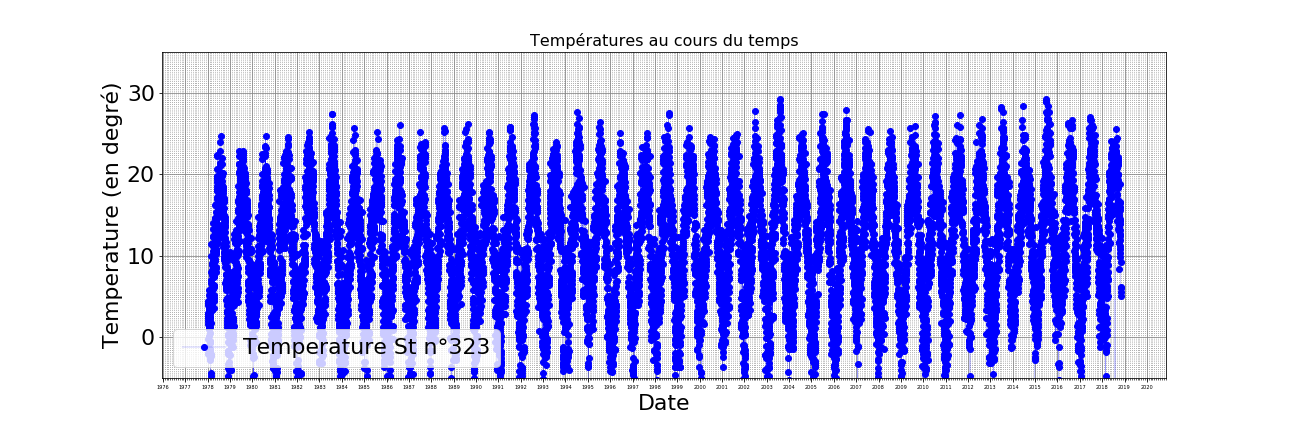 Températures au cours du temps
Temperature (en degré)
30
20
10
0
Temperature St n°323
1976 1977 1978 1979 1980 1981 1982 1983 1984 1985 1986 1987 1988 1989 1990 1991 1992 1993 1994 1995 1996 1997 1998 1999 2000 2001 2002 2003 2004 2005 2006 2007 2008 2009 2010 2011 2012 2013 2014 2015 2016 2017 2018 2019 2020
Date